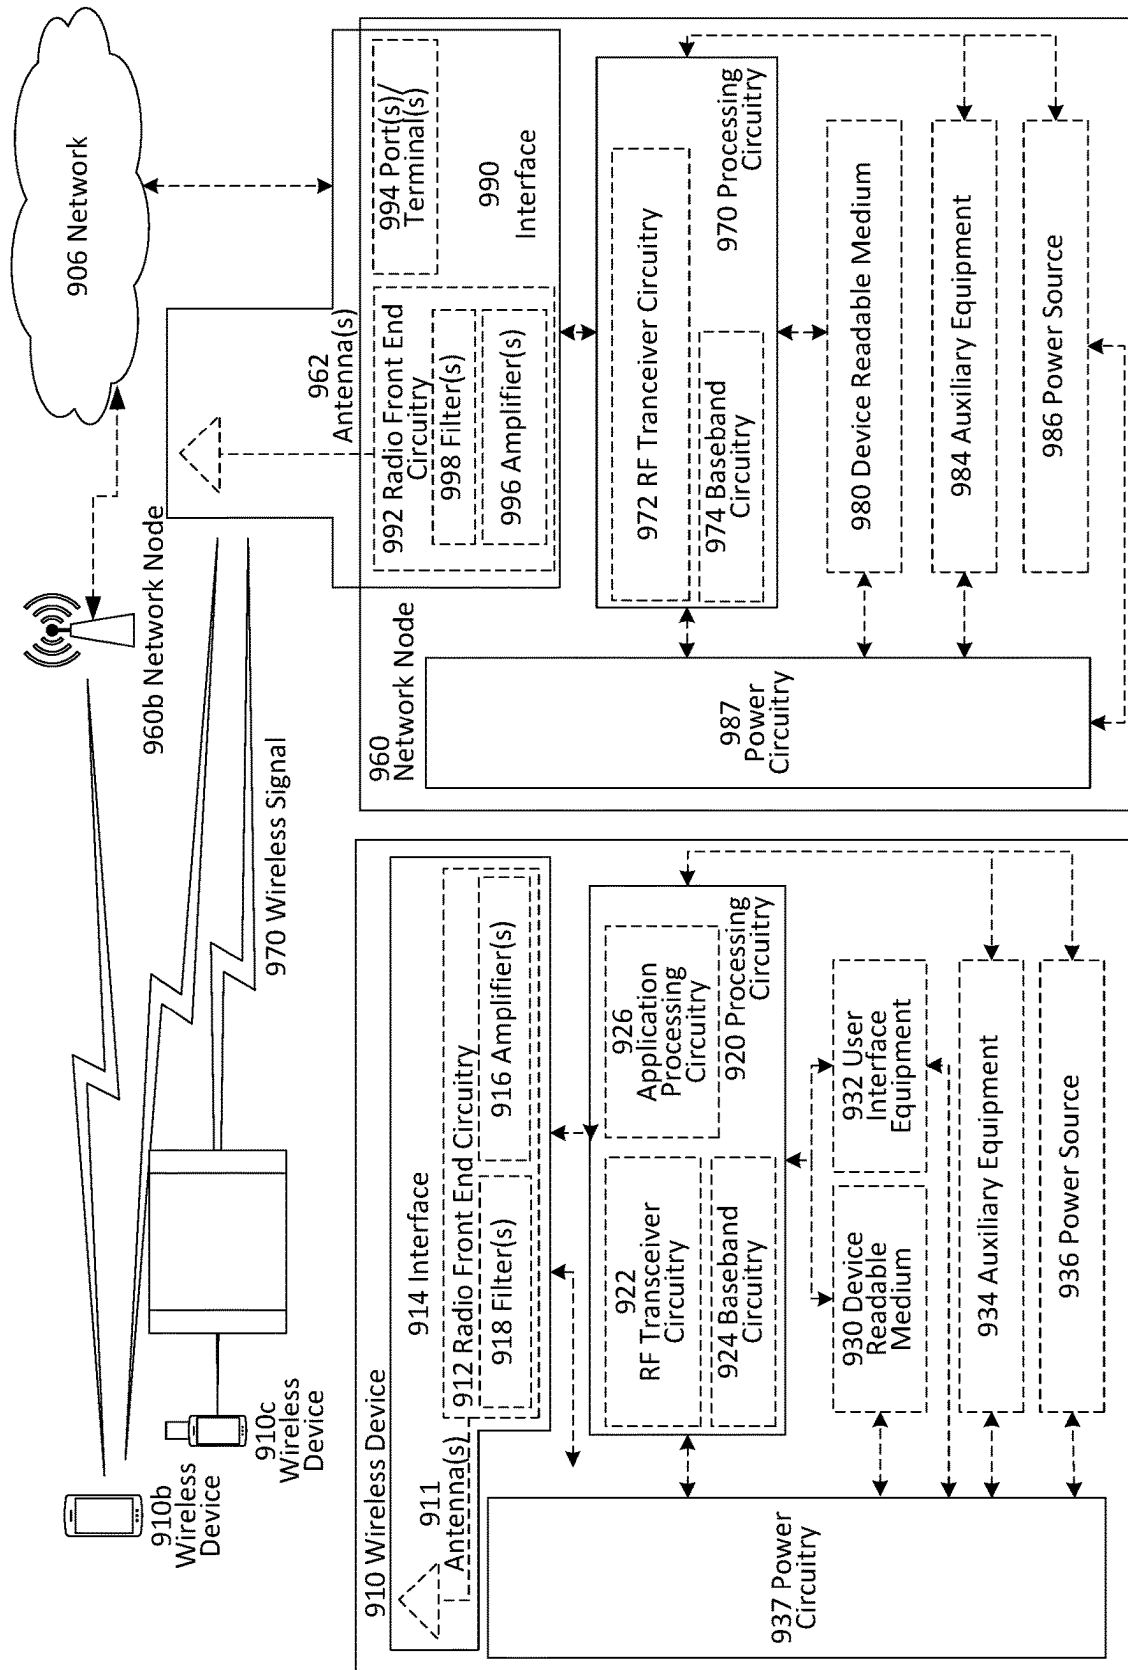 906 Network
960b Network Node
970 Wireless Signal
910b
Wireless
Device
910c
Wireless
Device
910 Wireless Device
911
Antenna(s)
914 Interface
912 Radio Front End Circuitry
918 Filter(s)
916 Amplifier(s)
922
RF Transceiver
Circuitry
924 Baseband
Circuitry
926
Application
Processing
Circuitry
920 Processing
Circuitry
930 Device
Readable
Medium
932 User
Interface
Equipment
934 Auxiliary Equipment
936 Power Source
937 Power
Circuitry
960
Network Node
962
Antenna(s)
992 Radio Front End
Circuitry
998 Filter(s)
996 Amplifier(s)
994 Port(s)/
Terminal(s)
990
Interface
972 RF Tranceiver Circuitry
974 Baseband
Circuitry
970 Processing
Circuitry
980 Device Readable Medium
984 Auxiliary Equipment
986 Power Source
987
Power
Circuitry